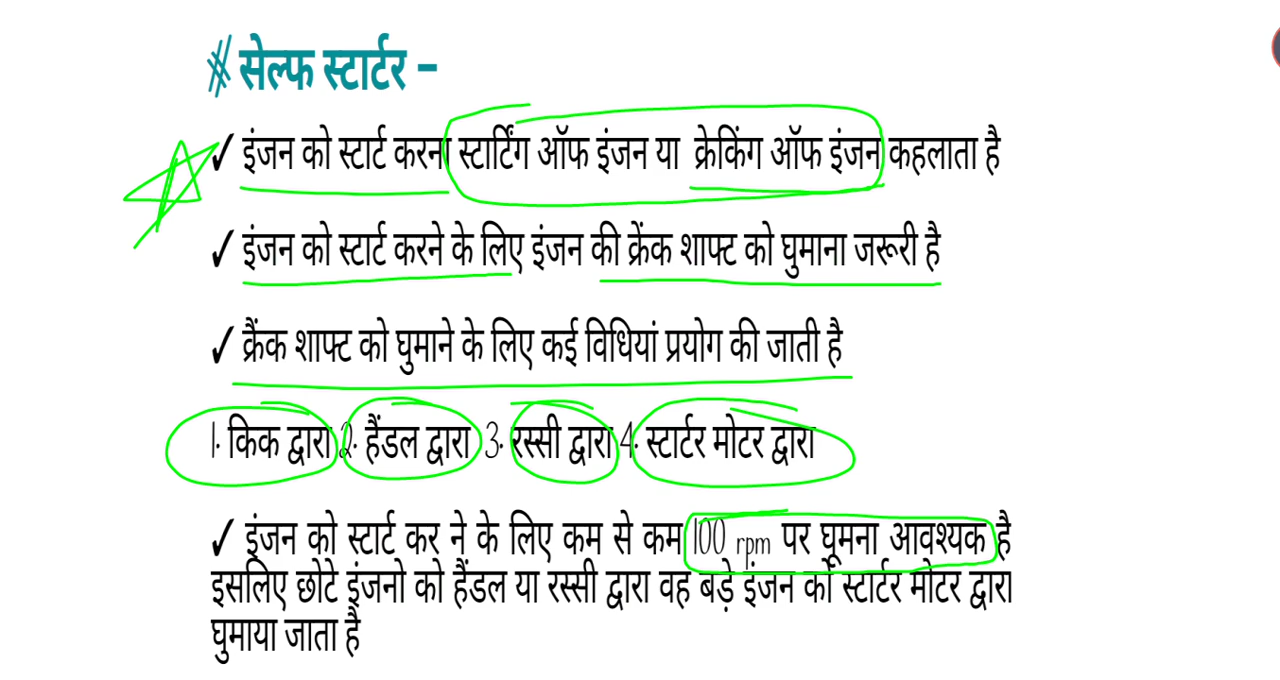 # सेल्फ स्टार्टर –
✓ इंजन को स्टार्ट करना स्टार्टिंग ऑफ इंजन या क्रेकिंग ऑफ इंजन कहलाता है
✓ इंजन को स्टार्ट करने के लिए इंजन की क्रेंक शाफ्ट को घुमाना जरूरी है
✓ क्रैंक शाफ्ट को घुमाने के लिए कई विधियां प्रयोग की जाती है
1. किक द्वारा 2. हैंडल द्वारा 3. रस्सी द्वारा 4. स्टार्टर मोटर द्वारा
✓ इंजन को स्टार्ट कर ने के लिए कम से कम 100 rpm पर घूमना आवश्यक है
इसलिए छोटे इंजनो को हैंडल या रस्सी द्वारा वह बड़े इंजन को स्टार्टर मोटर द्वारा
घुमाया जाता है